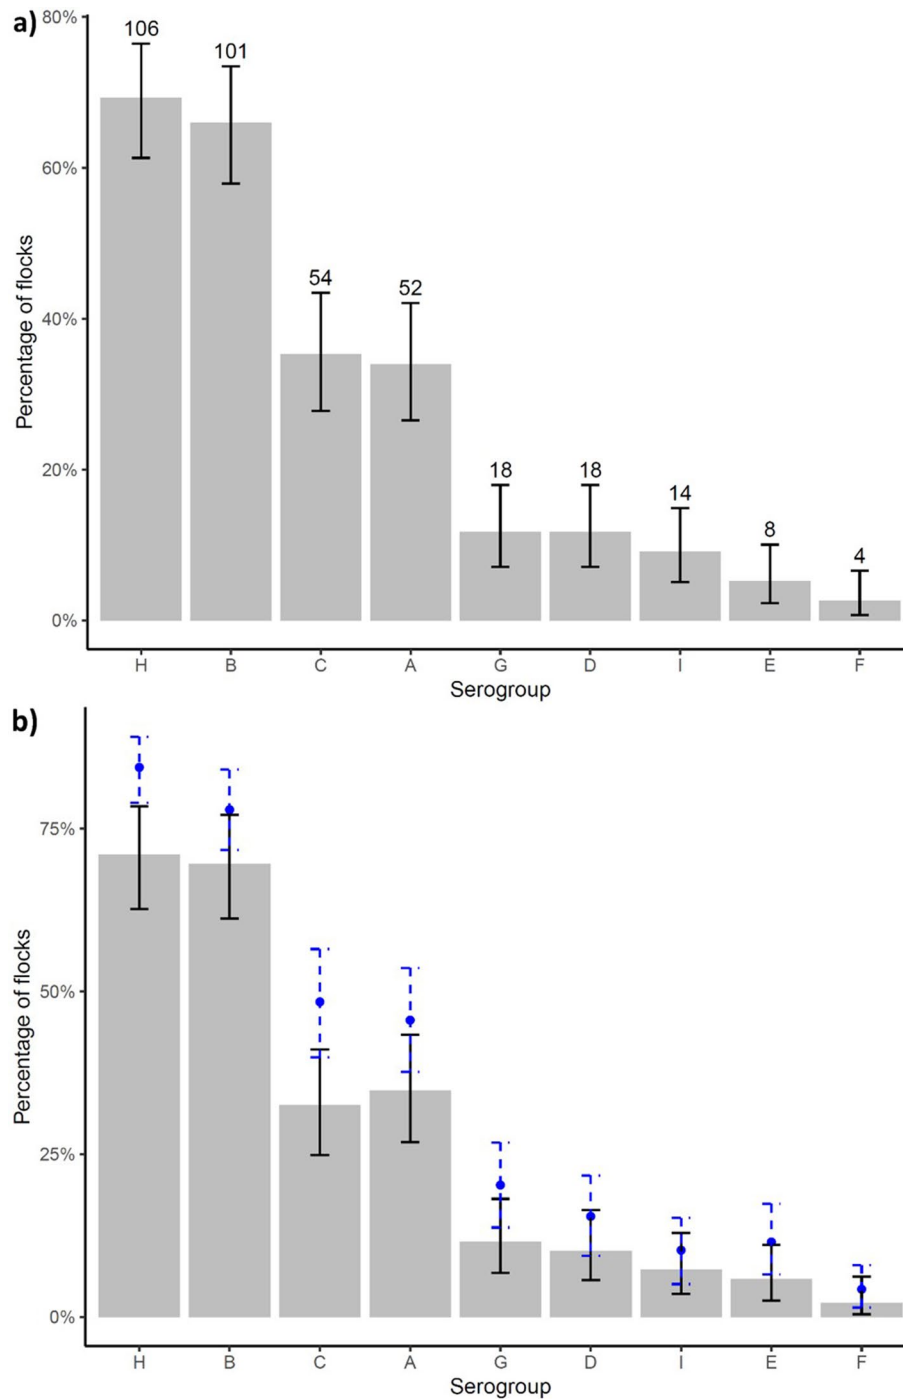 a)
80%
60%
40%
20%
0%
Percentage of flocks
106
101
54
52
18
18
14
8
4
H B C A G D I E F
Serogroup
b)
75%
50%
25%
0%
Percentage of flocks
H B C A G D I E F
Serogroup